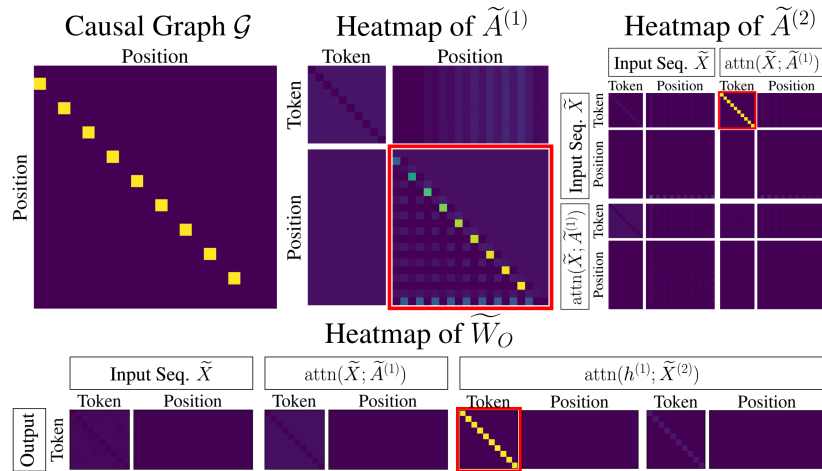 Causal Graph 𝒢
Position
Position
Heatmap of Ã⁽¹⁾
Token Position
Token
Position
Heatmap of Ã⁽²⁾
Input Seq. X̃ attn(X̃; Ã⁽¹⁾)
Token Position Token Position
Input Seq. X̃
Token
Position
attn(X̃; Ã⁽¹⁾)
Token
Position
Heatmap of W̃_O
Input Seq. X̃ attn(X̃; Ã⁽¹⁾) attn(h⁽¹⁾; X̃⁽²⁾)
Token Position Token Position Token Position Token Position
Output
Token